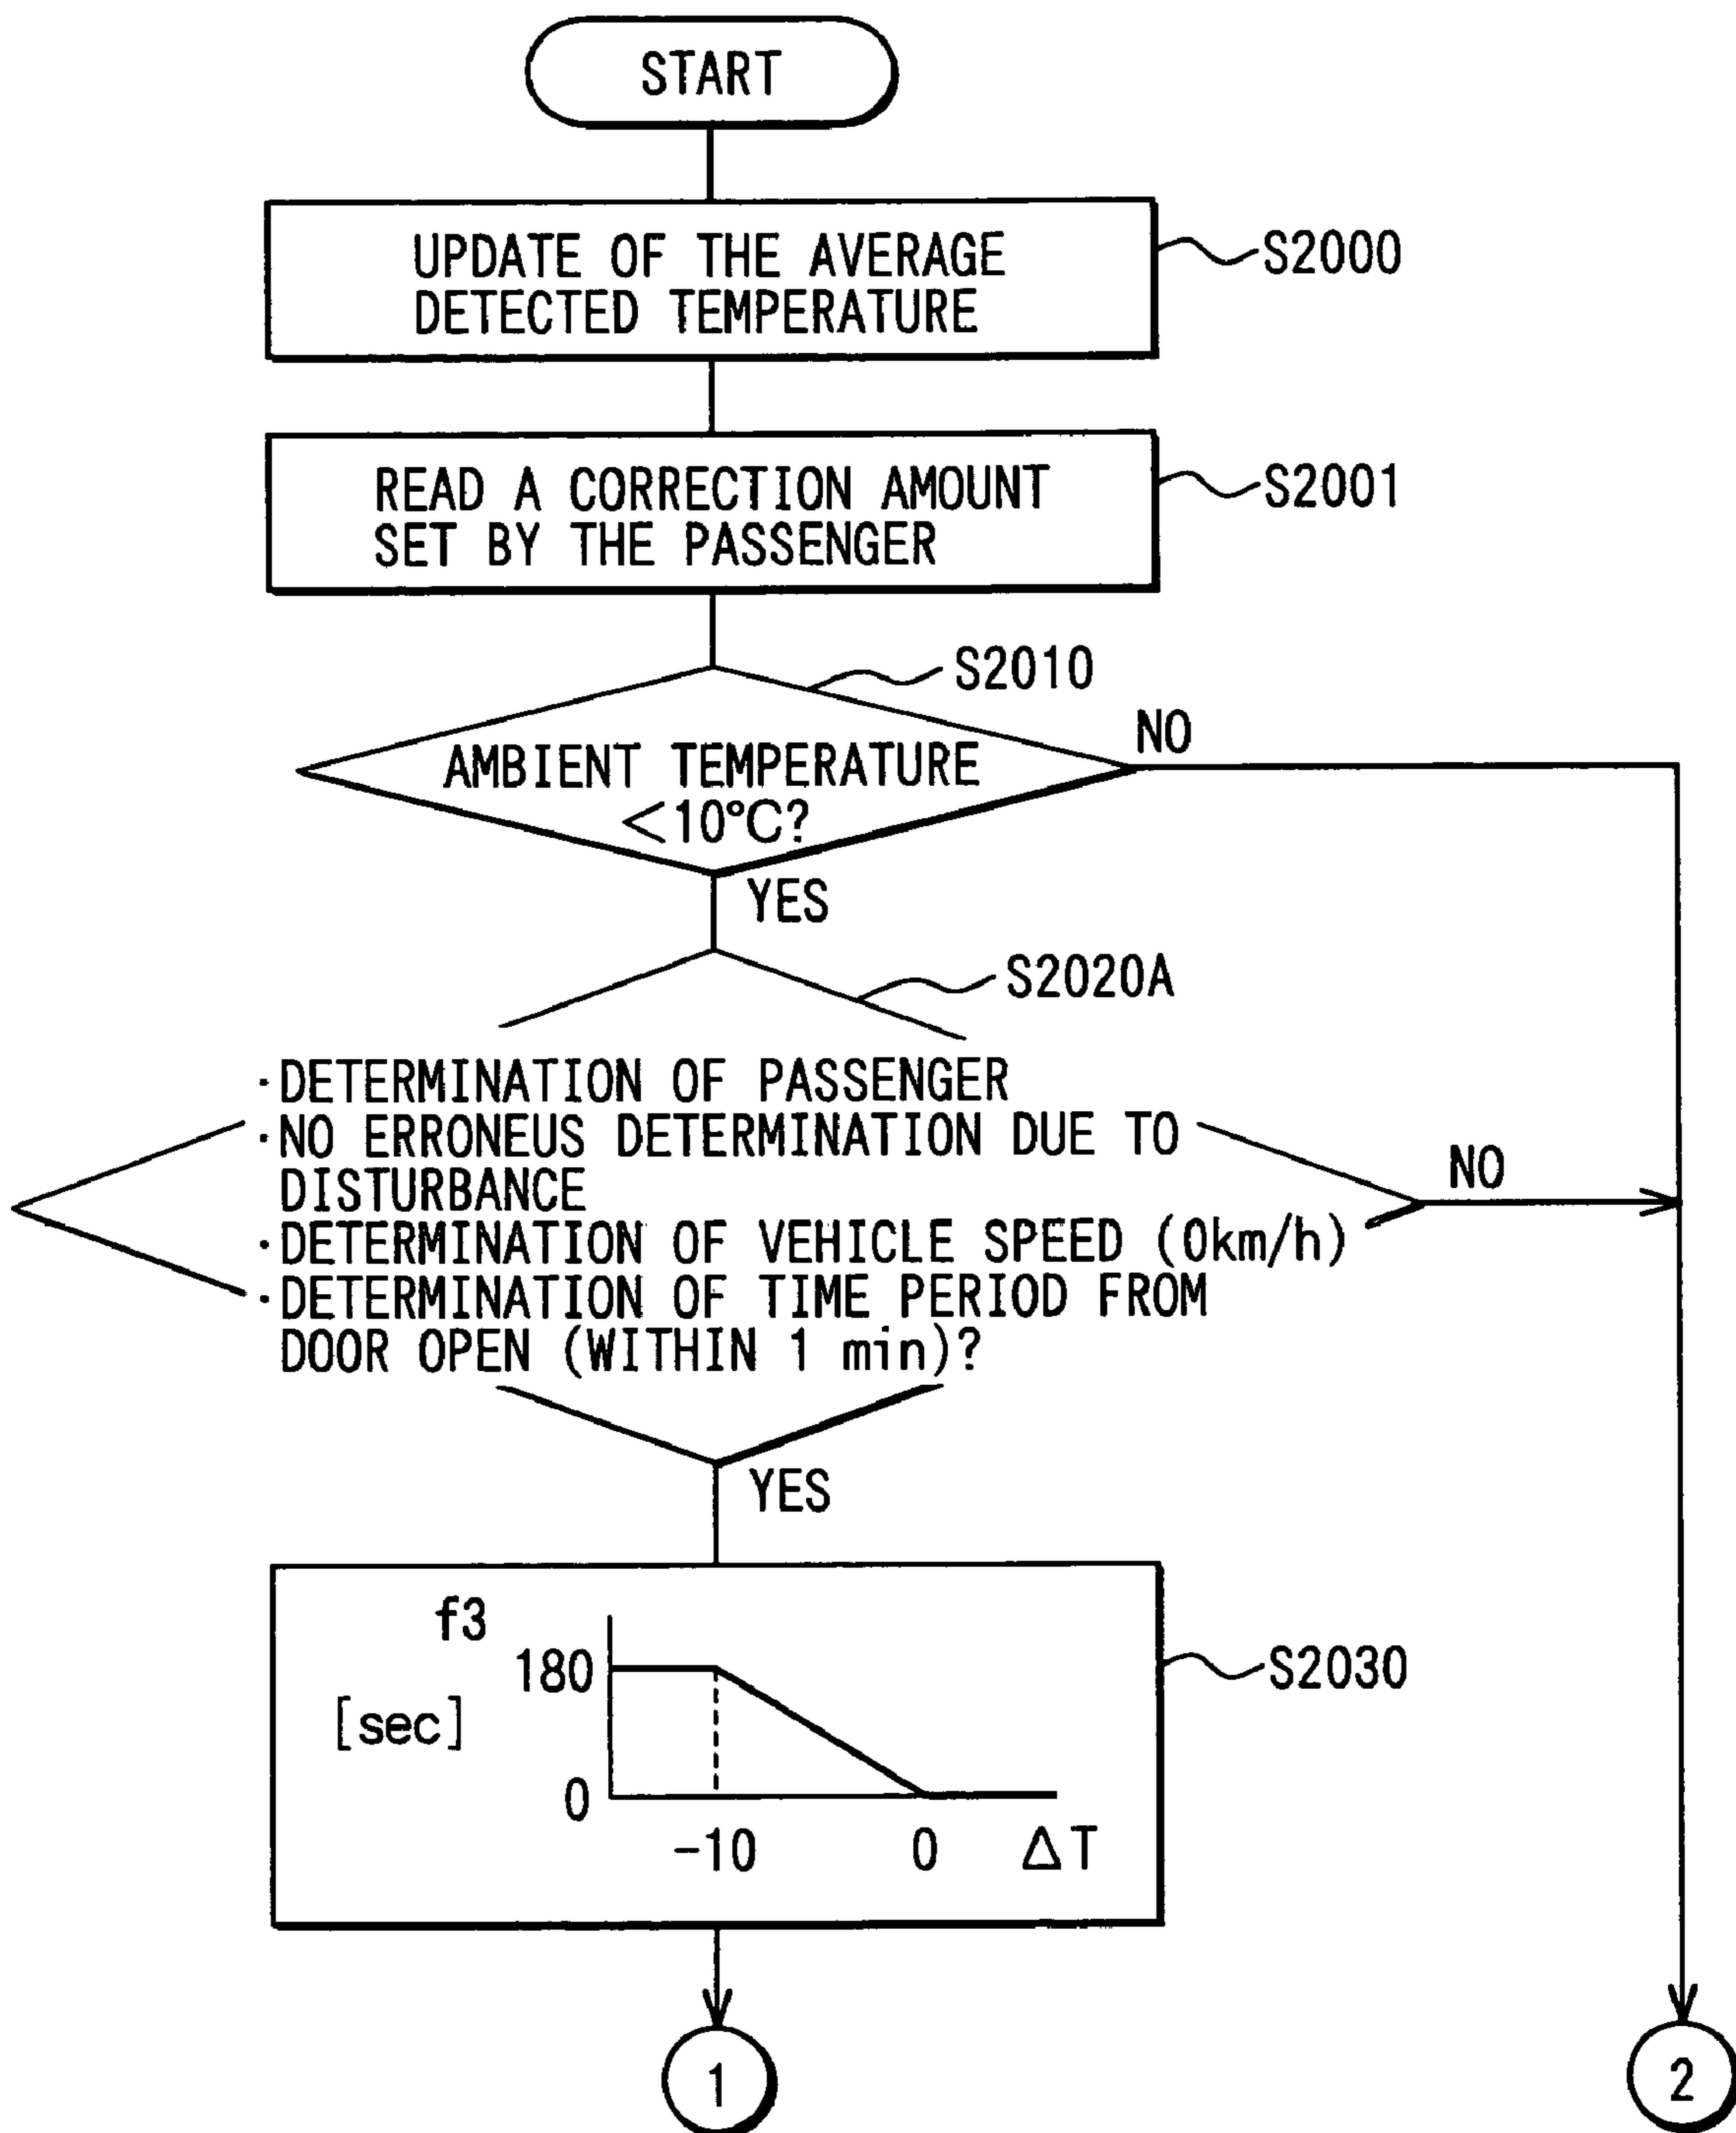 START
UPDATE OF THE AVERAGE
DETECTED TEMPERATURE
S2000
READ A CORRECTION AMOUNT
SET BY THE PASSENGER
S2001
S2010
AMBIENT TEMPERATURE
<10°C?
NO
YES
S2020A
·DETERMINATION OF PASSENGER
·NO ERRONEUS DETERMINATION DUE TO
DISTURBANCE
·DETERMINATION OF VEHICLE SPEED (0km/h)
·DETERMINATION OF TIME PERIOD FROM
DOOR OPEN (WITHIN 1 min)?
NO
YES
f3
180
[sec]
0
-10 0 ΔT
S2030
1
2